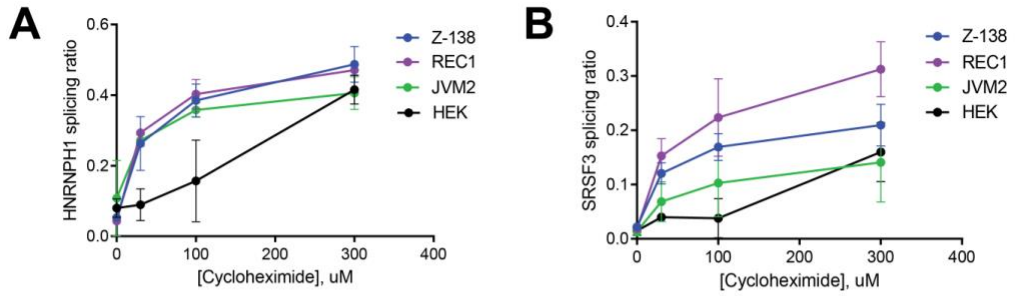 A
HNRNPH1 splicing ratio
0.6
0.4
0.2
0.0
0
100
200
300
400
[Cycloheximide], uM
Z-138
REC1
JVM2
HEK
B
SRSF3 splicing ratio
0.4
0.3
0.2
0.1
0.0
0
100
200
300
400
[Cycloheximide], uM
Z-138
REC1
JVM2
HEK